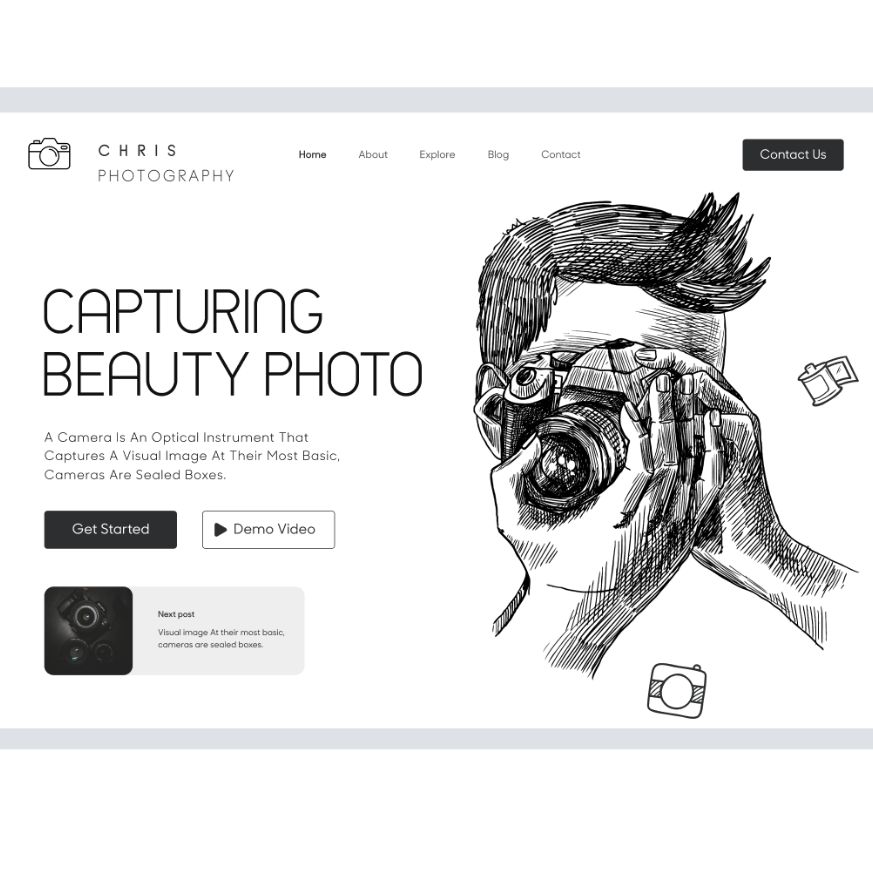 CHRIS
PHOTOGRAPHY
Home About Explore Blog Contact
Contact Us
CAPTURING
BEAUTY PHOTO
A Camera Is An Optical Instrument That
Captures A Visual Image At Their Most Basic,
Cameras Are Sealed Boxes.
Get Started
Demo Video
Next post
Visual image At their most basic,
cameras are sealed boxes.